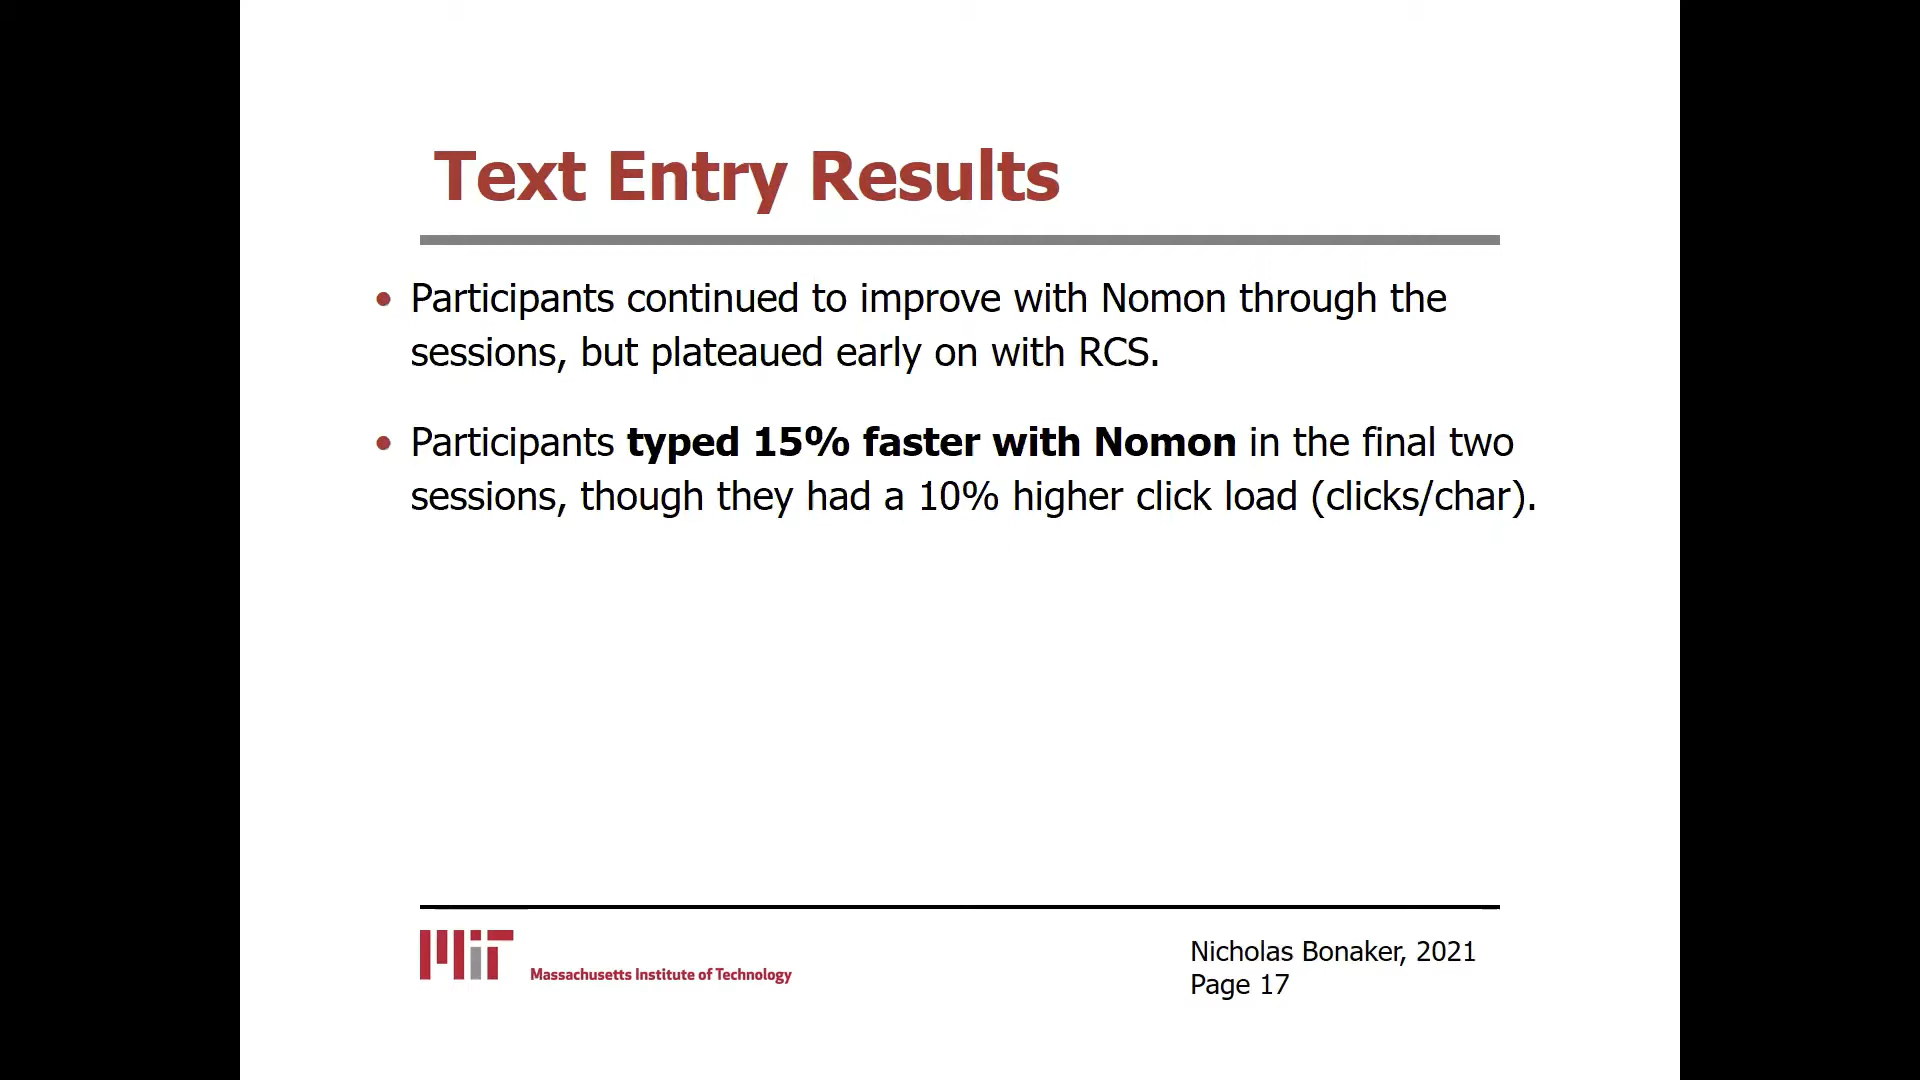 Text Entry Results
• Participants continued to improve with Nomon through the
sessions, but plateaued early on with RCS.
• Participants typed 15% faster with Nomon in the final two
sessions, though they had a 10% higher click load (clicks/char).
MIT
Massachusetts Institute of Technology
Nicholas Bonaker, 2021
Page 17